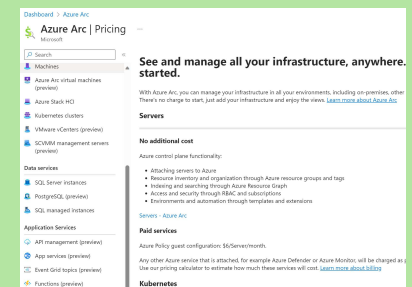 Dashboard > Azure Arc
Azure Arc | Pricing ...
Microsoft
Search
«
Machines
Azure Arc virtual machines
(preview)
Azure Stack HCI
Kubernetes clusters
VMware vCenters (preview)
SCVMM management servers
(preview)
Data services
SQL Server instances
PostgreSQL (preview)
SQL managed instances
Application Services
API management (preview)
App services (preview)
Event Grid topics (preview)
Functions (preview)
See and manage all your infrastructure, anywhere.
started.
With Azure Arc, you can manage your infrastructure in all your environments, including on-premises, other
There's no charge to start, just add your infrastructure and enjoy the views. Learn more about Azure Arc
Servers
No additional cost
Azure control plane functionality:
• Attaching servers to Azure
• Resource inventory and organization through Azure resource groups and tags
• Indexing and searching through Azure Resource Graph
• Access and security through RBAC and subscriptions
• Environments and automation through templates and extensions
Servers - Azure Arc
Paid services
Azure Policy guest configuration: $6/Server/month.
Any other Azure service that is attached, for example Azure Defender or Azure Monitor, will be charged as
Use our pricing calculator to estimate how much these services will cost: Learn more about billing
Kubernetes